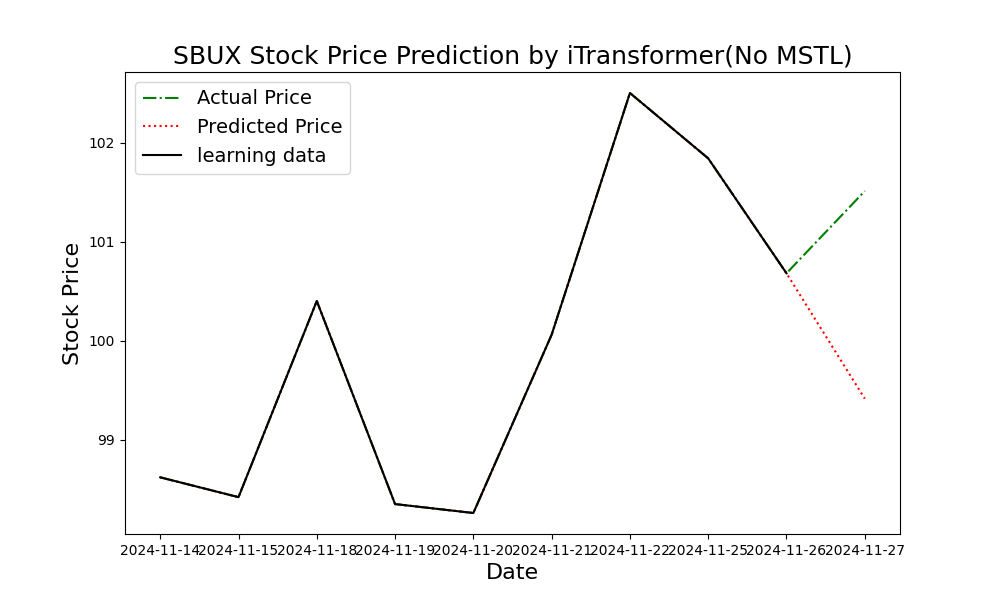 SBUX Stock Price Prediction by iTransformer(No MSTL)
Actual Price
Predicted Price
learning data
102
101
100
99
Stock Price
2024-11-14 2024-11-15 2024-11-18 2024-11-19 2024-11-20 2024-11-21 2024-11-22 2024-11-25 2024-11-26 2024-11-27
Date